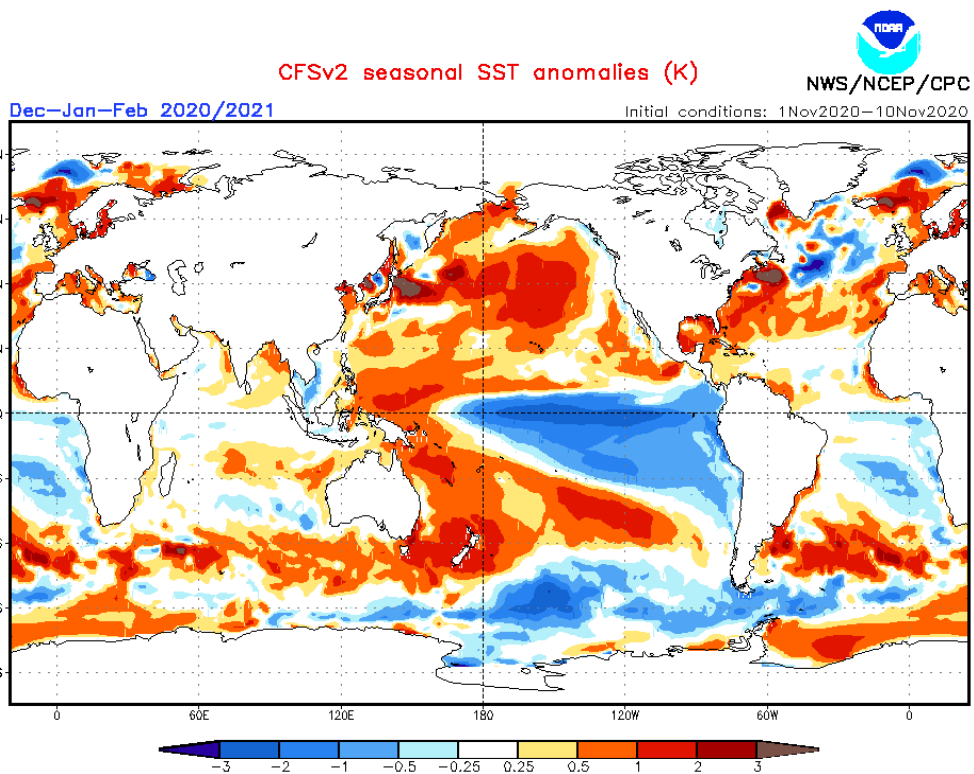 NOAA
CFSv2 seasonal SST anomalies (K)
NWS/NCEP/CPC
Dec-Jan-Feb 2020/2021
Initial conditions: 1Nov2020-10Nov2020
N
N
N
N
0
S
S
S
S
0 60E 120E 180 120W 60W 0
-3 -2 -1 -0.5 -0.25 0.25 0.5 1 2 3